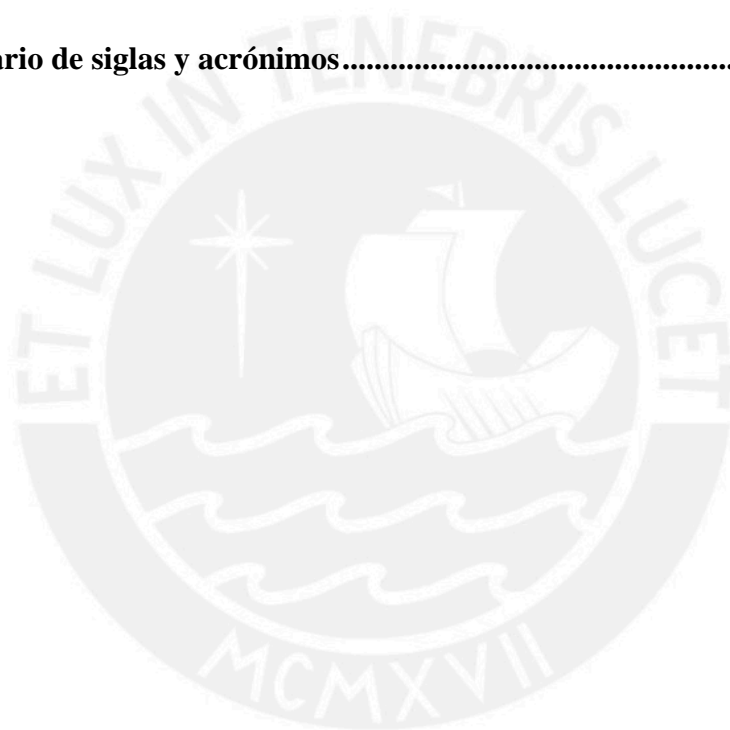 ario de siglas y acrónimos..................................................
ET LUX IN TENEBRIS LUCET
MCMXVII